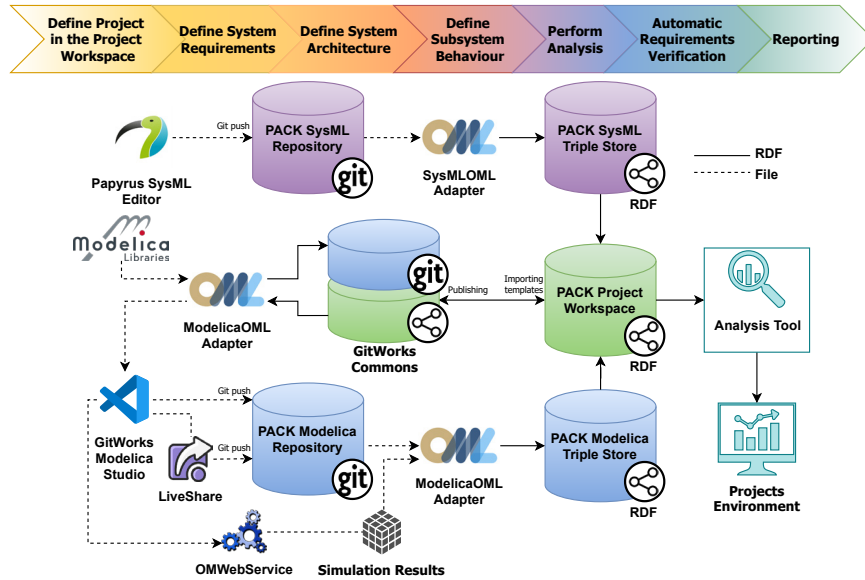 Define Project
in the Project
Workspace
Define System
Requirements
Define System
Architecture
Define
Subsystem
Behaviour
Perform
Analysis
Automatic
Requirements
Verification
Reporting
Papyrus SysML
Editor
Git push
PACK SysML
Repository
git
OML
SysMLOML
Adapter
PACK SysML
Triple Store
RDF
RDF
File
Modelica
Libraries
OML
ModelicaOML
Adapter
git
GitWorks
Commons
Publishing
Importing
templates
PACK Project
Workspace
RDF
Analysis Tool
GitWorks
Modelica
Studio
Git push
Git push
LiveShare
PACK Modelica
Repository
git
OML
ModelicaOML
Adapter
PACK Modelica
Triple Store
RDF
Projects
Environment
OMWebService
Simulation Results